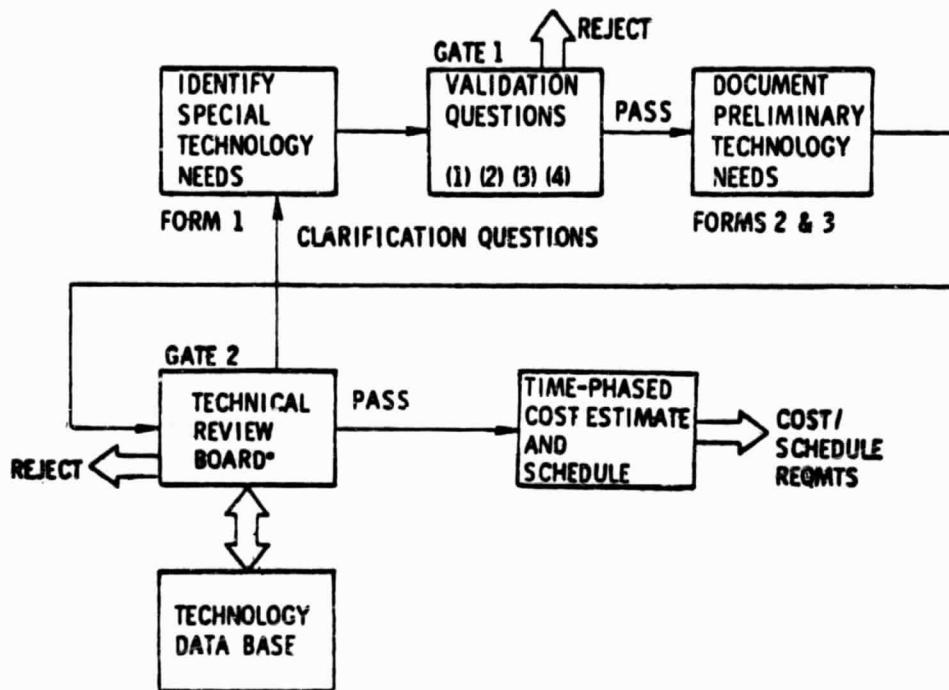 REJECT
GATE 1
IDENTIFY
SPECIAL
TECHNOLOGY
NEEDS
VALIDATION
QUESTIONS
(1) (2) (3) (4)
PASS
DOCUMENT
PRELIMINARY
TECHNOLOGY
NEEDS
FORM 1
FORMS 2 & 3
CLARIFICATION QUESTIONS
GATE 2
TECHNICAL
REVIEW
BOARD*
PASS
TIME-PHASED
COST ESTIMATE
AND
SCHEDULE
COST/
SCHEDULE
REQMTS
REJECT
TECHNOLOGY
DATA BASE